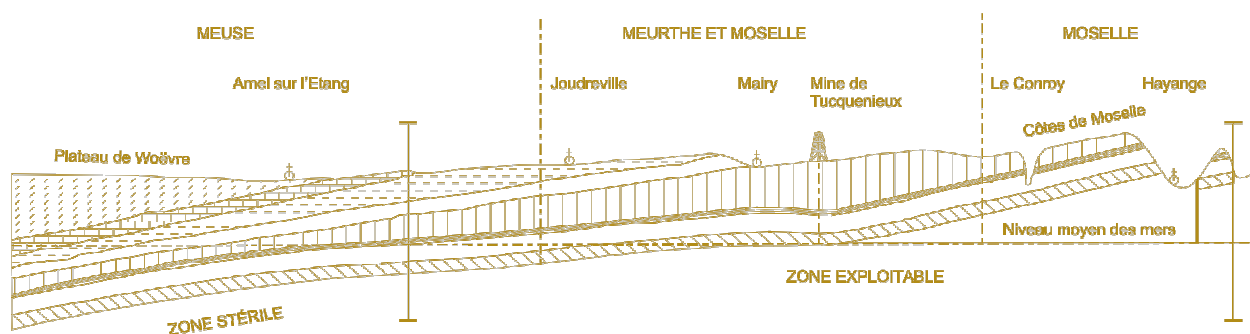 MEUSE
MEURTHE ET MOSELLE
MOSELLE
Amel sur l'Etang
Joudreville
Mairy
Mine de
Tucquenieux
Le Conroy
Hayange
Côtes de Moselle
Plateau de Woëvre
Niveau moyen des mers
ZONE EXPLOITABLE
ZONE STÉRILE